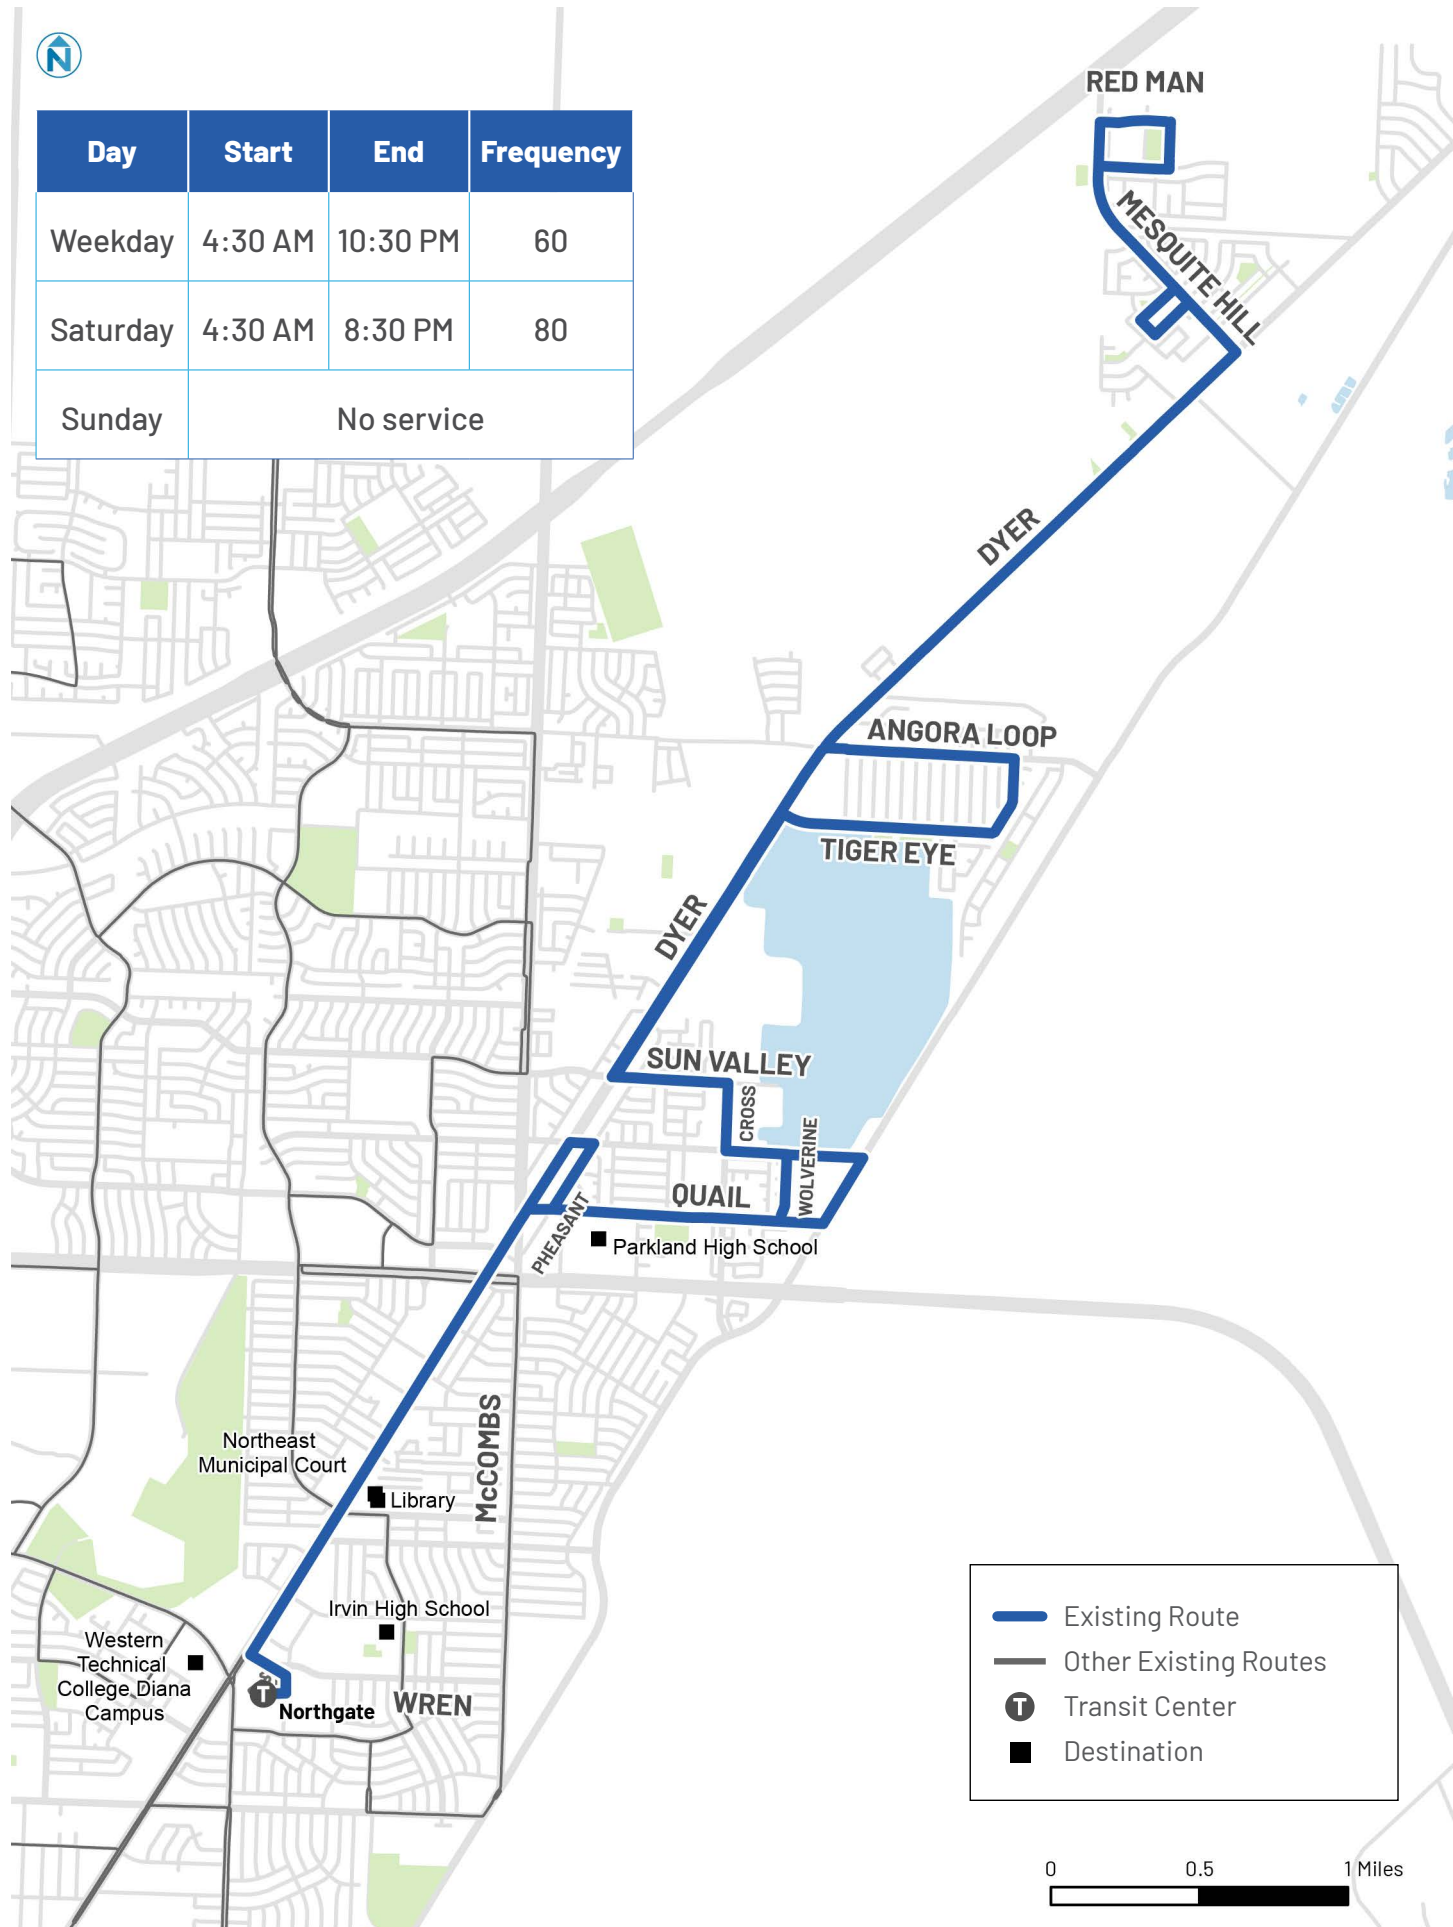 N
Day Start End Frequency
Weekday 4:30 AM 10:30 PM 60
Saturday 4:30 AM 8:30 PM 80
Sunday No service
RED MAN
MESQUITE HILL
DYER
ANGORA LOOP
TIGER EYE
DYER
SUN VALLEY
CROSS
WOLVERINE
QUAIL
PHEASANT
Parkland High School
McCOMBS
Northeast
Municipal Court
Library
Irvin High School
Western
Technical
College Diana
Campus
T
Northgate
WREN
Existing Route
Other Existing Routes
T Transit Center
Destination
0 0.5 1 Miles